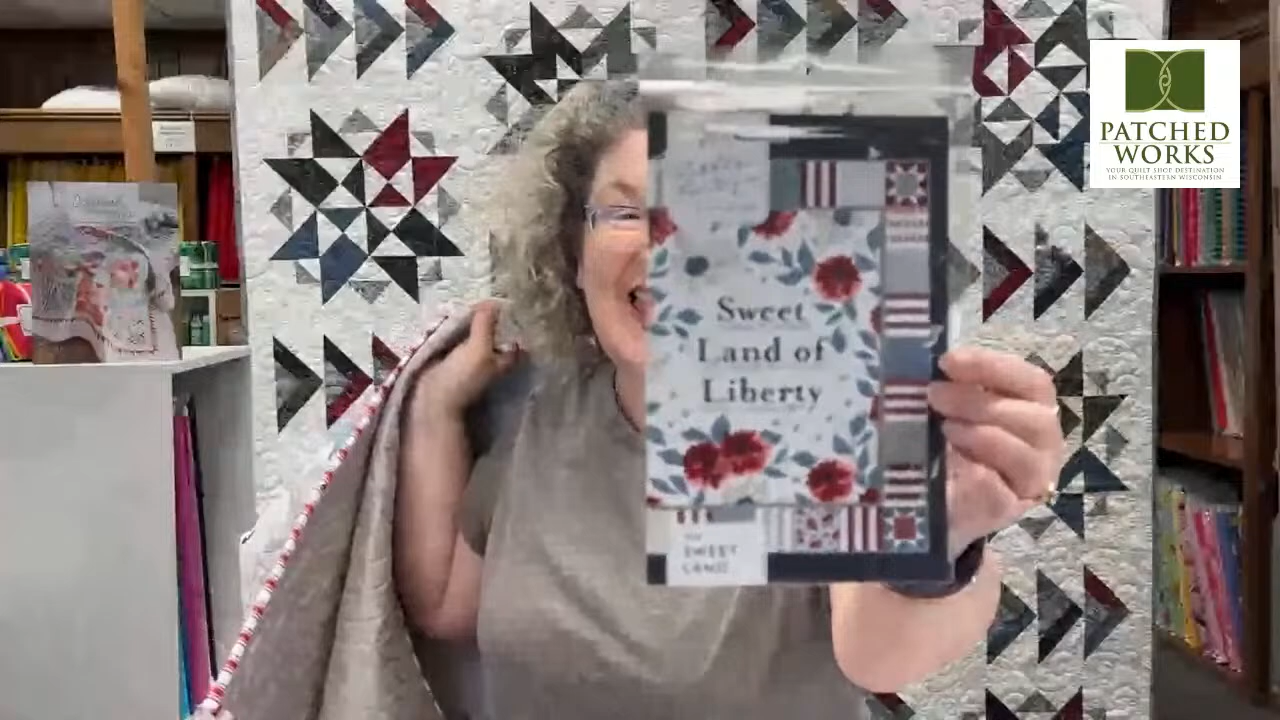 PATCHED
WORKS
YOUR QUILT SHOP DESTINATION
IN SOUTHEASTERN WISCONSIN
Sweet
Land of
Liberty
SWEET